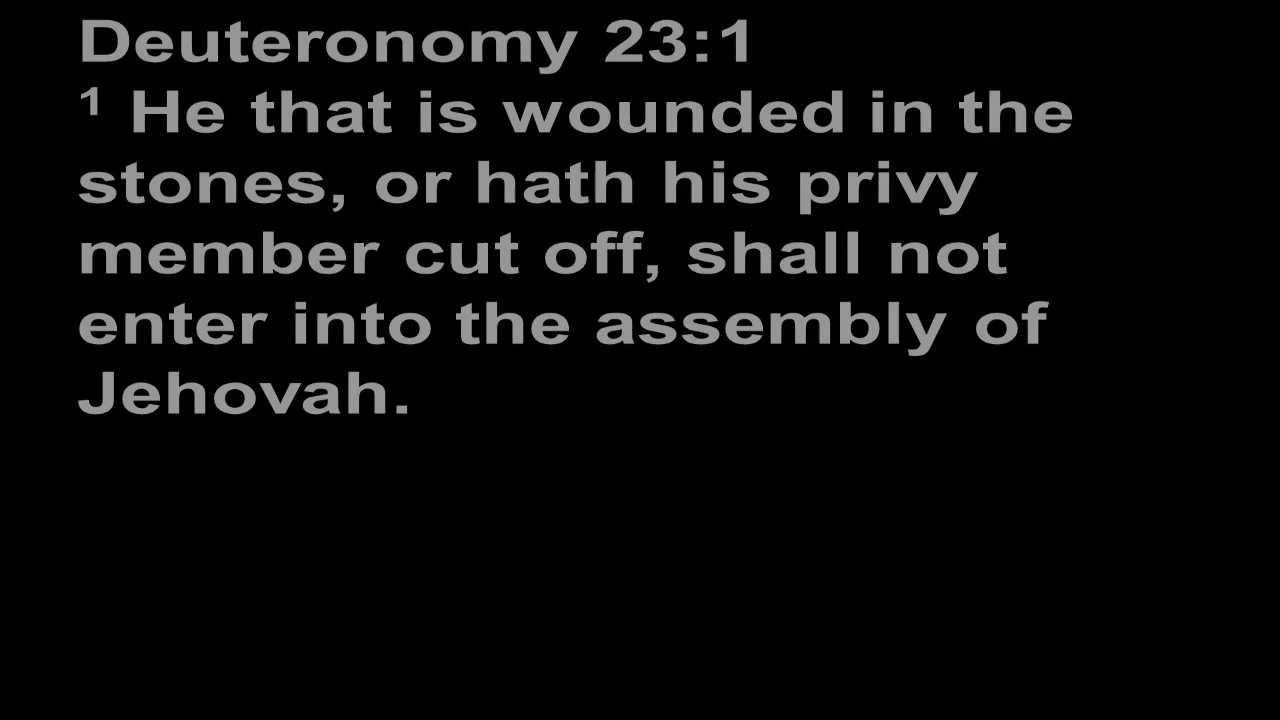 Deuteronomy 23:1
1 He that is wounded in the
stones, or hath his privy
member cut off, shall not
enter into the assembly of
Jehovah.